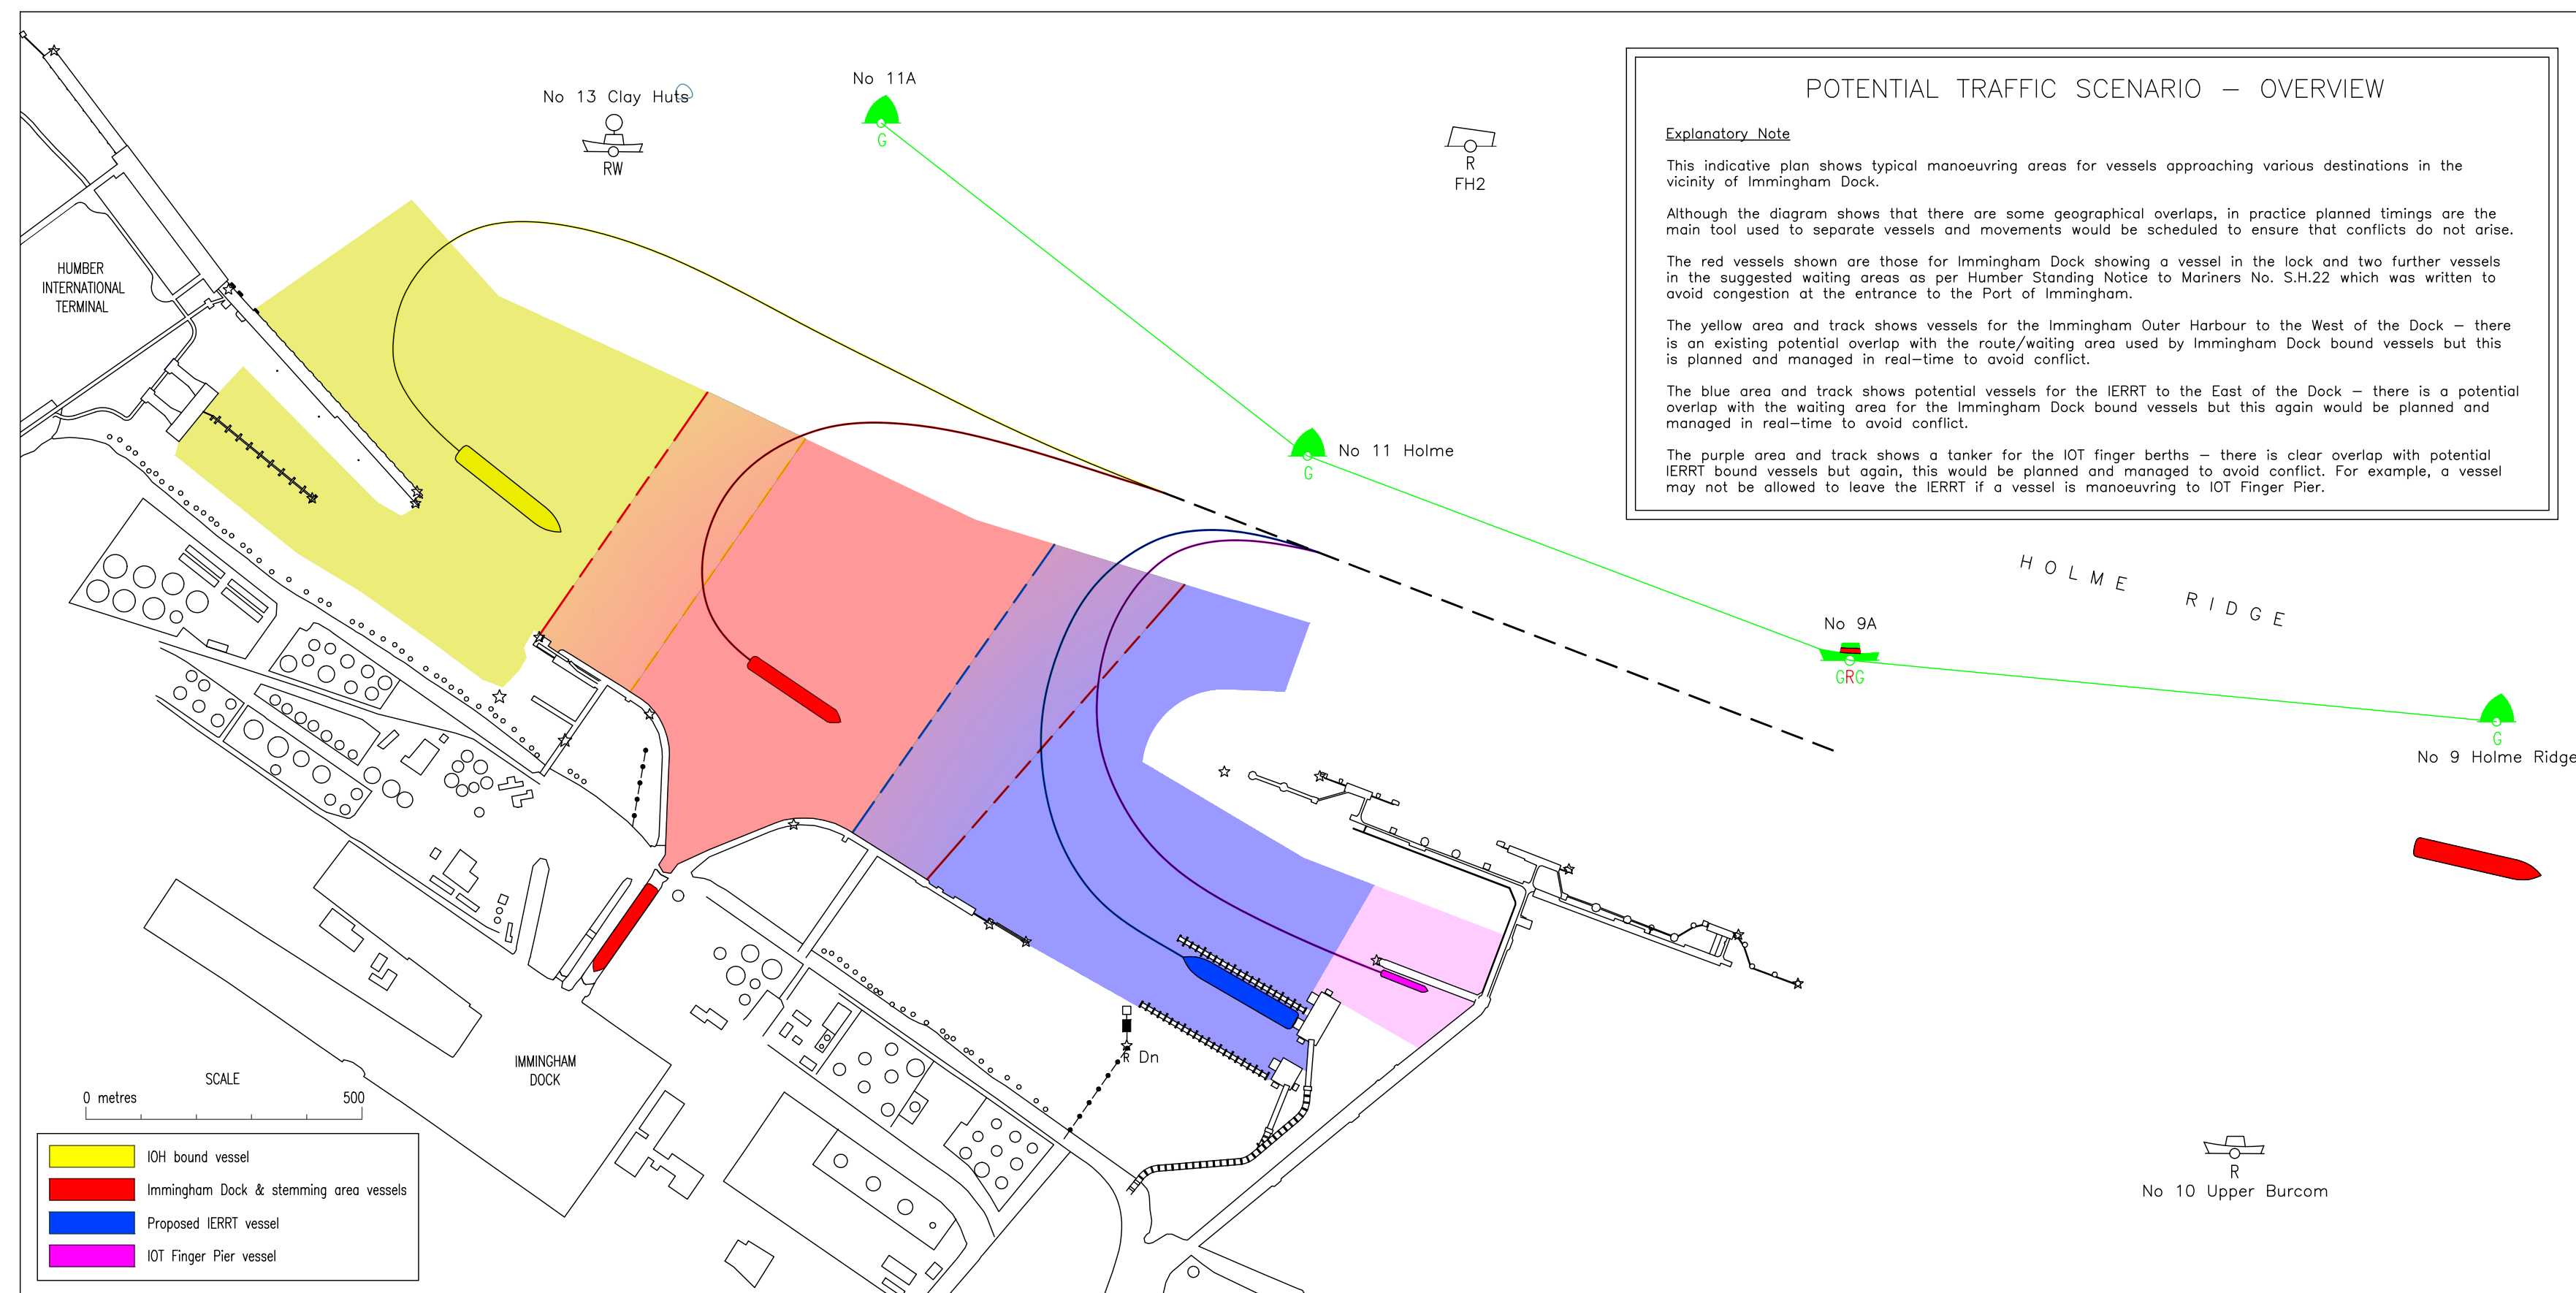 No 11A
No 13 Clay Huts
RW
G
R
FH2
POTENTIAL TRAFFIC SCENARIO – OVERVIEW
Explanatory Note
This indicative plan shows typical manoeuvring areas for vessels approaching various destinations in the
vicinity of Immingham Dock.
Although the diagram shows that there are some geographical overlaps, in practice planned timings are the
main tool used to separate vessels and movements would be scheduled to ensure that conflicts do not arise.
The red vessels shown are those for Immingham Dock showing a vessel in the lock and two further vessels
in the suggested waiting areas as per Humber Standing Notice to Mariners No. S.H.22 which was written to
avoid congestion at the entrance to the Port of Immingham.
The yellow area and track shows vessels for the Immingham Outer Harbour to the West of the Dock – there
is an existing potential overlap with the route/waiting area used by Immingham Dock bound vessels but this
is planned and managed in real–time to avoid conflict.
The blue area and track shows potential vessels for the IERRT to the East of the Dock – there is a potential
overlap with the waiting area for the Immingham Dock bound vessels but this again would be planned and
managed in real–time to avoid conflict.
The purple area and track shows a tanker for the IOT finger berths – there is clear overlap with potential
IERRT bound vessels but again, this would be planned and managed to avoid conflict. For example, a vessel
may not be allowed to leave the IERRT if a vessel is manoeuvring to IOT Finger Pier.
HUMBER
INTERNATIONAL
TERMINAL
No 11 Holme
G
HOLME RIDGE
No 9A
GRG
G
No 9 Holme Ridge
R Dn
IMMINGHAM
DOCK
SCALE
0 metres 500
IOH bound vessel
Immingham Dock & stemming area vessels
Proposed IERRT vessel
IOT Finger Pier vessel
R
No 10 Upper Burcom